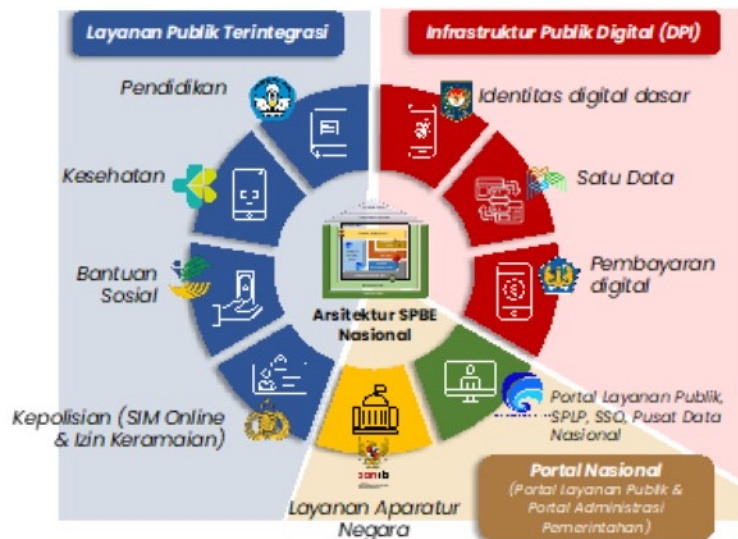 Layanan Publik Terintegrasi
Infrastruktur Publik Digital (DPI)
Pendidikan
Identitas digital dasar
Kesehatan
Satu Data
Bantuan
Sosial
Pembayaran
digital
Arsitektur SPBE
Nasional
Kepolisian (SIM Online
& Izin Keramaian)
Portal Layanan Publik,
SPLP, SSO, Pusat Data
Nasional
Layanan Aparatur
Negara
Portal Nasional
(Portal Layanan Publik &
Portal Administrasi
Pemerintahan)